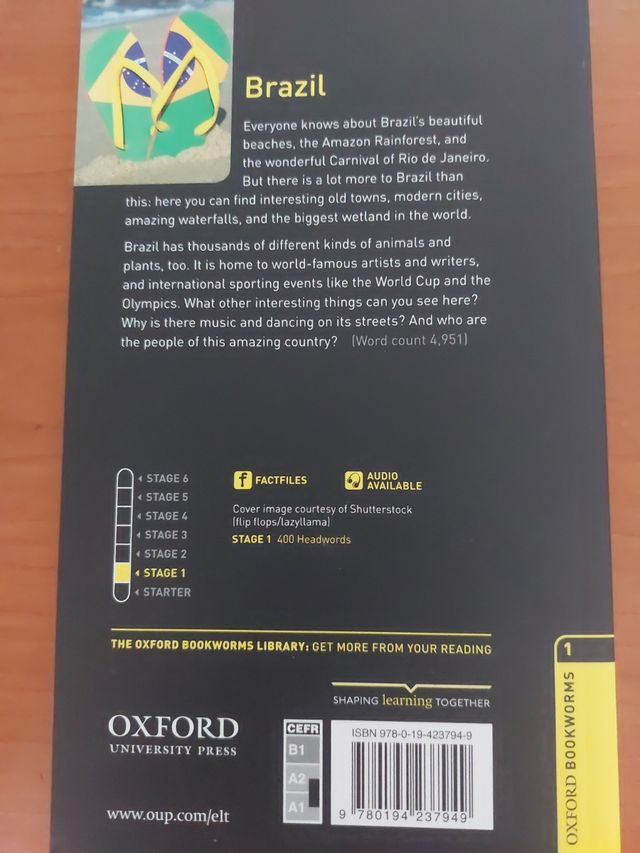 Brazil
Everyone knows about Brazil's beautiful
beaches, the Amazon Rainforest, and
the wonderful Carnival of Rio de Janeiro.
But there is a lot more to Brazil than
this: here you can find interesting old towns, modern cities,
amazing waterfalls, and the biggest wetland in the world.
Brazil has thousands of different kinds of animals and
plants, too. It is home to world-famous artists and writers,
and international sporting events like the World Cup and the
Olympics. What other interesting things can you see here?
Why is there music and dancing on its streets? And who are
the people of this amazing country? (Word count 4,951)
STAGE 6
STAGE 5
STAGE 4
STAGE 3
STAGE 2
STAGE 1
STARTER
f FACTFILES
AUDIO
AVAILABLE
Cover image courtesy of Shutterstock
(flip flops/lazyllama)
STAGE 1 400 Headwords
THE OXFORD BOOKWORMS LIBRARY: GET MORE FROM YOUR READING
SHAPING learning TOGETHER
OXFORD
UNIVERSITY PRESS
www.oup.com/elt
CEFR
B1
A2
A1
ISBN 978-0-19-423794-9
9 780194 237949
1
OXFORD BOOKWORMS